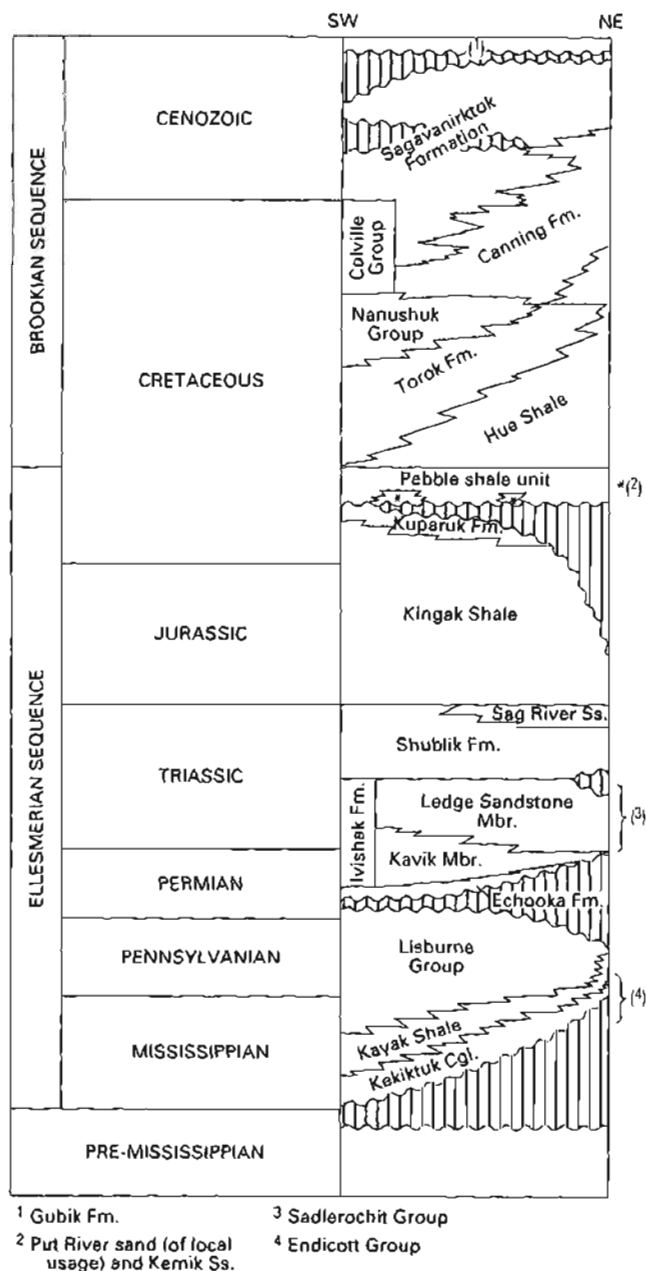 SW
NE
(1)
CENOZOIC
Sagavanirktok
Formation
BROOKIAN SEQUENCE
Colville
Group
Canning Fm.
Nanushuk
Group
CRETACEOUS
Torok Fm.
Hue Shale
Pebble shale unit
*(2)
*
*
Kuparuk Fm.
Kingak Shale
JURASSIC
ELLESMERIAN SEQUENCE
Sag River Ss.
Shublik Fm.
TRIASSIC
Ivishak Fm.
Ledge Sandstone
Mbr.
(3)
Kavik Mbr.
PERMIAN
Echooka Fm.
PENNSYLVANIAN
Lisburne
Group
(4)
Kayak Shale
MISSISSIPPIAN
Kekiktuk Cgl.
PRE-MISSISSIPPIAN
1 Gubik Fm.
2 Put River sand (of local
usage) and Kemik Ss.
3 Sadlerochit Group
4 Endicott Group